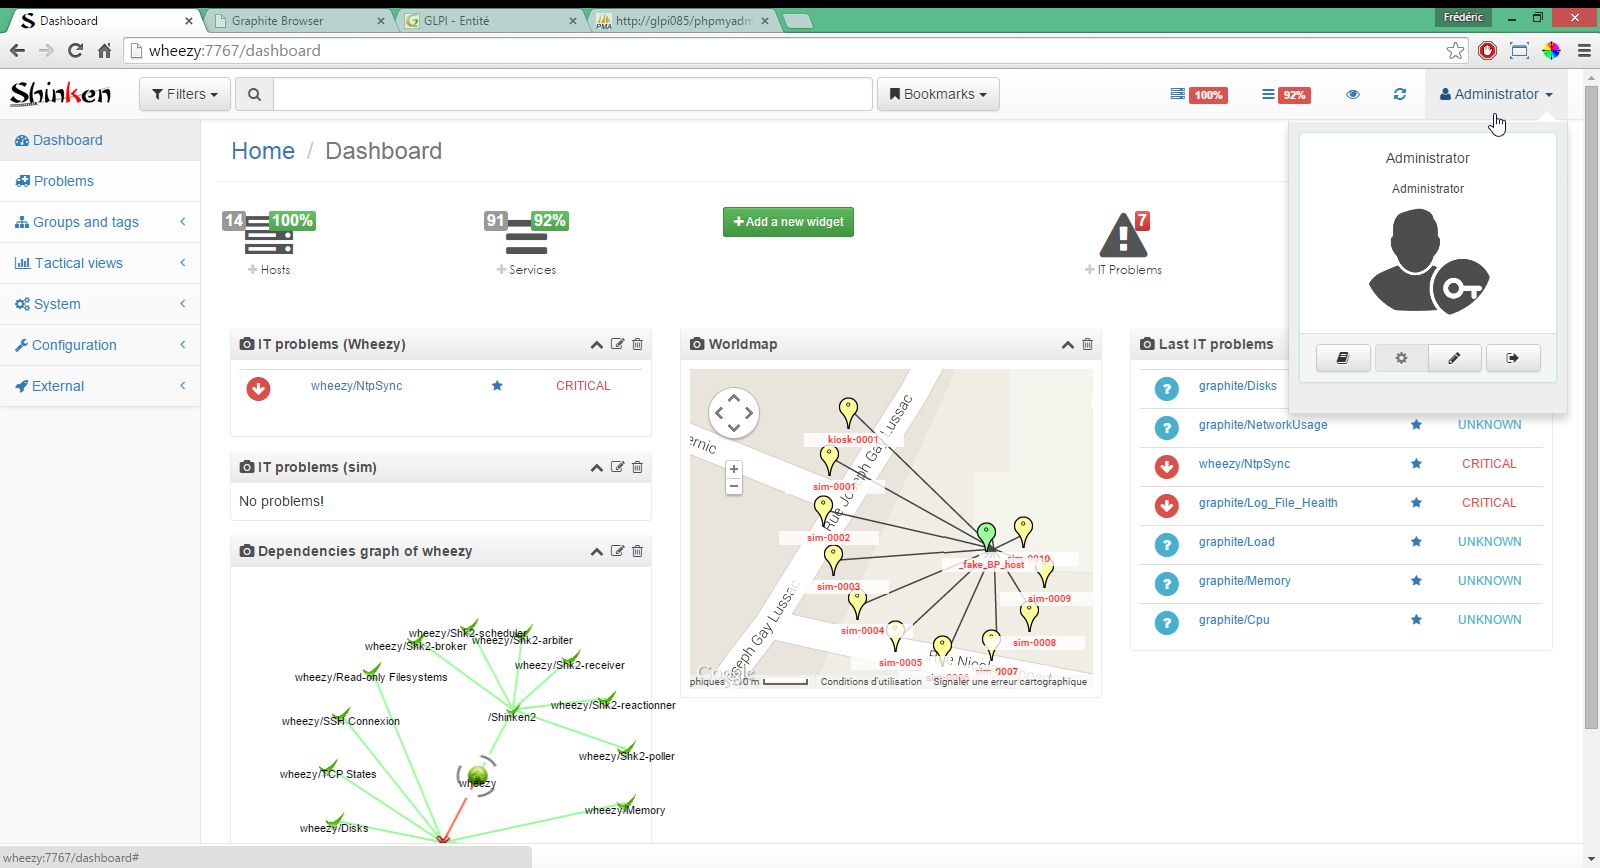 Dashboard
Graphite Browser
GLPI - Entité
http://glpi085/phpmyadm
Frédéric
wheezy:7767/dashboard
Shinken
Filters
Bookmarks
100%
92%
Administrator
Dashboard
Problems
Groups and tags
Tactical views
System
Configuration
External
Home / Dashboard
Administrator
Administrator
14 100%
+ Hosts
91 92%
+ Services
+ Add a new widget
7
+ IT Problems
IT problems (Wheezy)
wheezy/NtpSync CRITICAL
IT problems (sim)
No problems!
Dependencies graph of wheezy
wheezy/Shk2-scheduler
wheezy/Shk2-arbiter
wheezy/Shk2-broker
wheezy/Shk2-receiver
wheezy/Read-only Filesystems
wheezy/Shk2-reactionner
/Shinken2
wheezy/SSH Connexion
wheezy/Shk2-poller
wheezy/TCP States
wheezy
wheezy/Memory
wheezy/Disks
Worldmap
ernic
Rue Joseph Gay Lussac
kiosk-0001
sim-0001
sim-0002
sim-0010
_fake_BP_host
sim-0003
sim-0009
sim-0004
sim-0008
sim-0005
sim-0007
seph Gay Lussac
Google
phiques
Conditions d'utilisation
Signaler une erreur cartographique
Last IT problems
graphite/Disks
graphite/NetworkUsage UNKNOWN
wheezy/NtpSync CRITICAL
graphite/Log_File_Health CRITICAL
graphite/Load UNKNOWN
graphite/Memory UNKNOWN
graphite/Cpu UNKNOWN
wheezy:7767/dashboard#